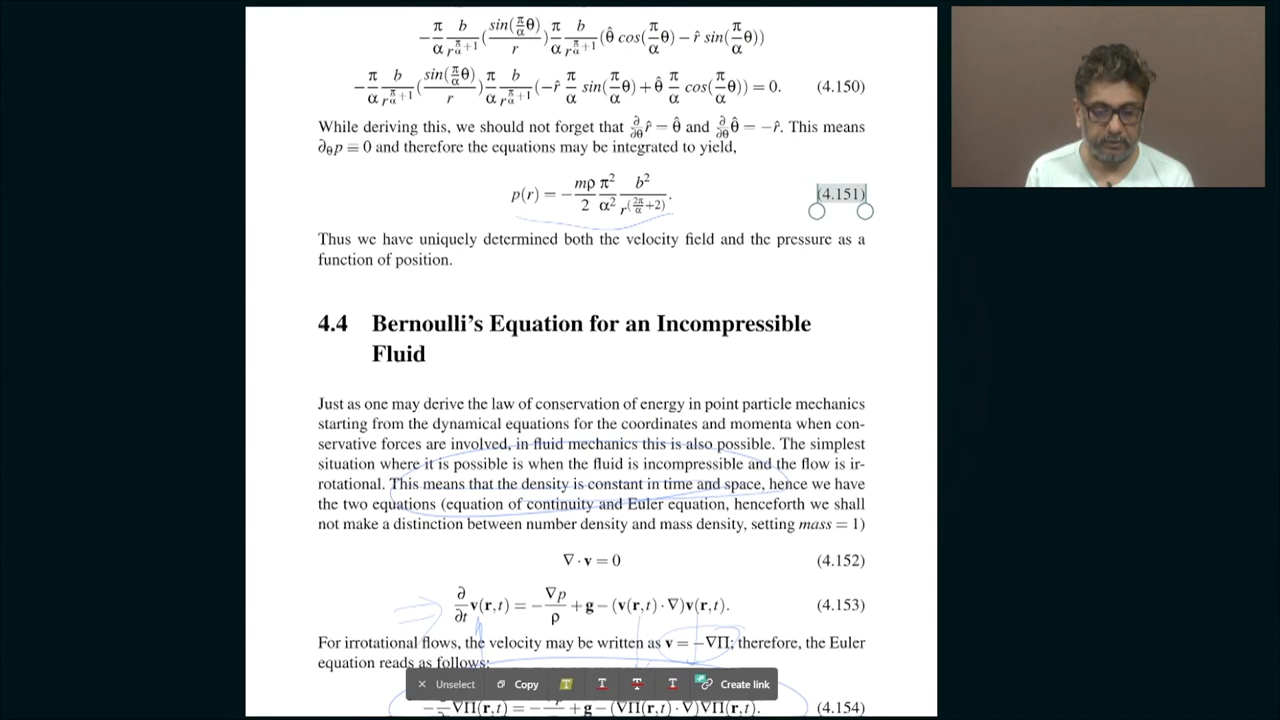 −π/α b/r^{π/α+1} (sin(π/α θ)/r) π/α b/r^{π/α+1} (θ̂ cos(π/α θ) − r̂ sin(π/α θ))
−π/α b/r^{π/α+1} (sin(π/α θ)/r) π/α b/r^{π/α+1} (−r̂ π/α sin(π/α θ) + θ̂ π/α cos(π/α θ)) = 0. (4.150)
While deriving this, we should not forget that ∂/∂θ r̂ = θ̂ and ∂/∂θ θ̂ = −r̂. This means
∂θp ≡ 0 and therefore the equations may be integrated to yield,
p(r) = −mρ/2 π²/α² b²/r^{(2π/α+2)}. (4.151)
Thus we have uniquely determined both the velocity field and the pressure as a
function of position.
4.4 Bernoulli's Equation for an Incompressible
Fluid
Just as one may derive the law of conservation of energy in point particle mechanics
starting from the dynamical equations for the coordinates and momenta when con-
servative forces are involved, in fluid mechanics this is also possible. The simplest
situation where it is possible is when the fluid is incompressible and the flow is ir-
rotational. This means that the density is constant in time and space, hence we have
the two equations (equation of continuity and Euler equation, henceforth we shall
not make a distinction between number density and mass density, setting mass = 1)
∇ · v = 0 (4.152)
∂/∂t v(r,t) = −∇p/ρ + g − (v(r,t) · ∇)v(r,t). (4.153)
For irrotational flows, the velocity may be written as v = −∇Π; therefore, the Euler
equation reads as follows:
× Unselect Copy T T T T Create link
∇Π(r,t) = − + g − (∇Π(r,t) · ∇)∇Π(r,t). (4.154)